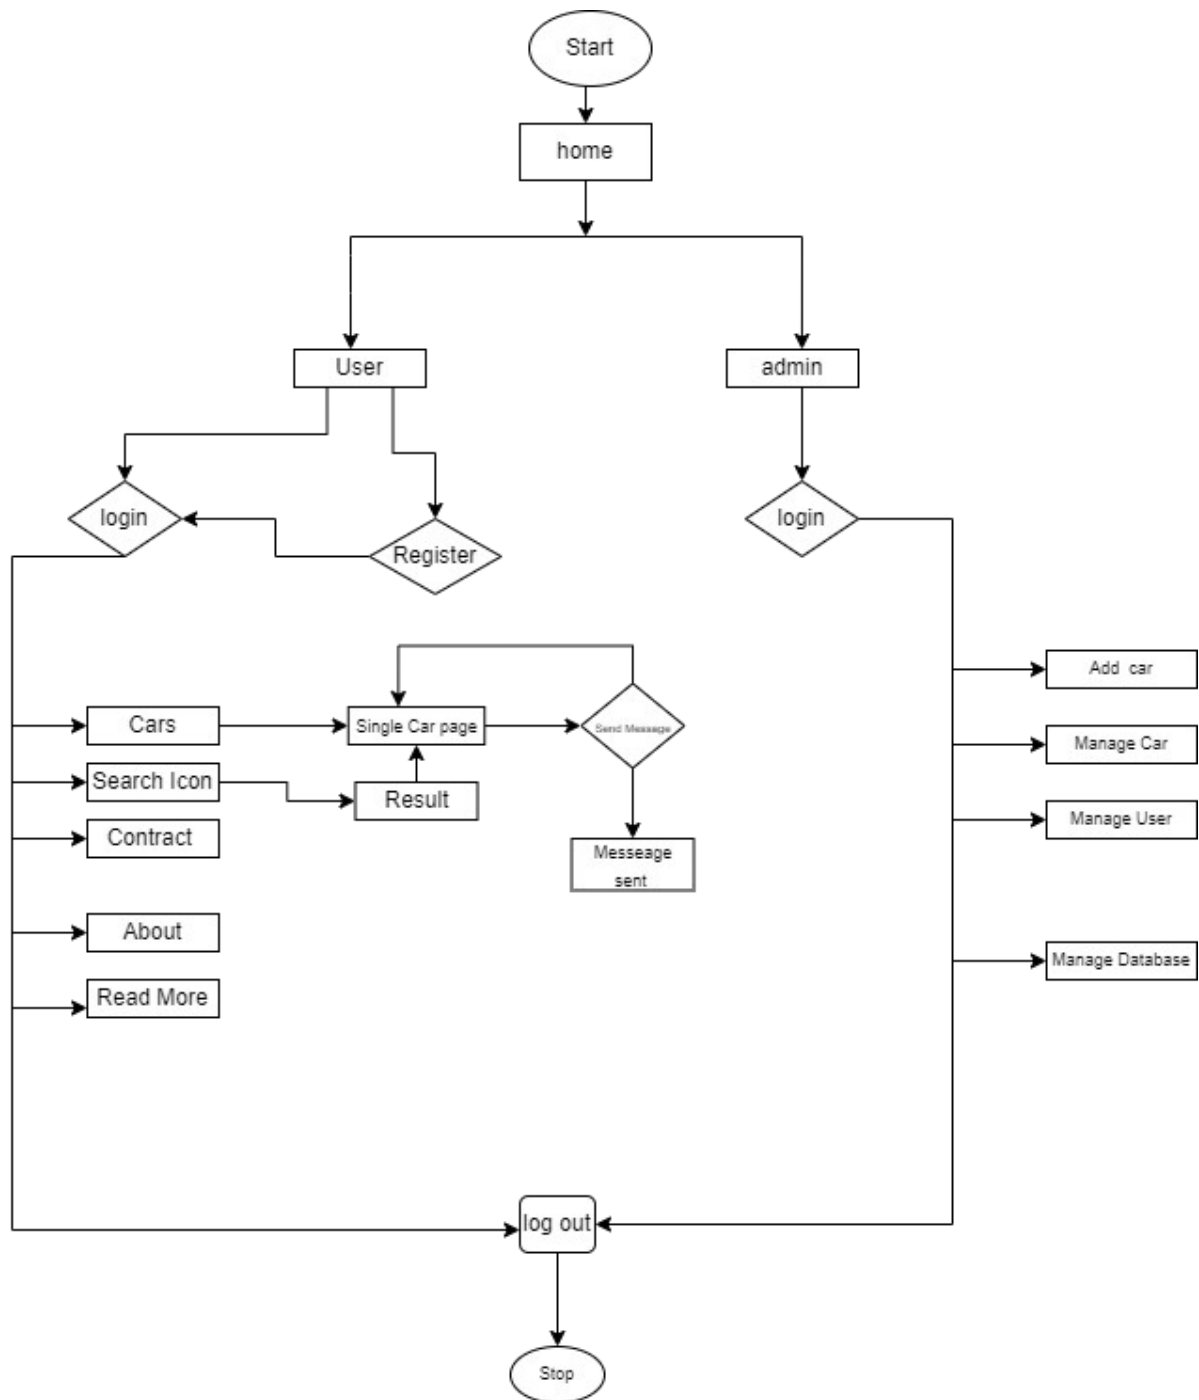 Start
home
User
admin
login
Register
login
Add car
Cars
Single Car page
Send Message
Manage Car
Search Icon
Result
Manage User
Contract
Messeage
sent
About
Manage Database
Read More
log out
Stop